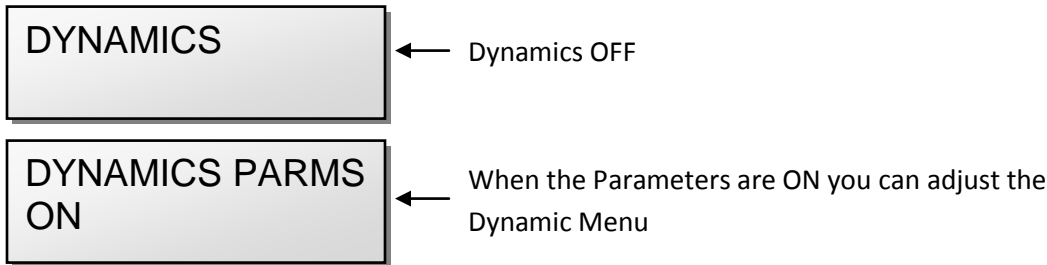 DYNAMICS
Dynamics OFF
DYNAMICS PARMS
ON
When the Parameters are ON you can adjust the
Dynamic Menu